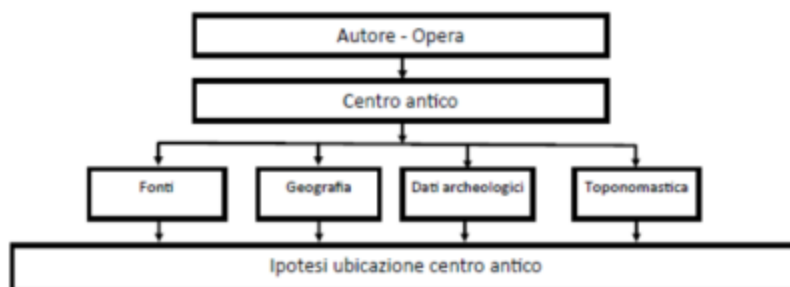 Autore - Opera
Centro antico
Fonti
Geografia
Dati archeologici
Toponomastica
Ipotesi ubicazione centro antico